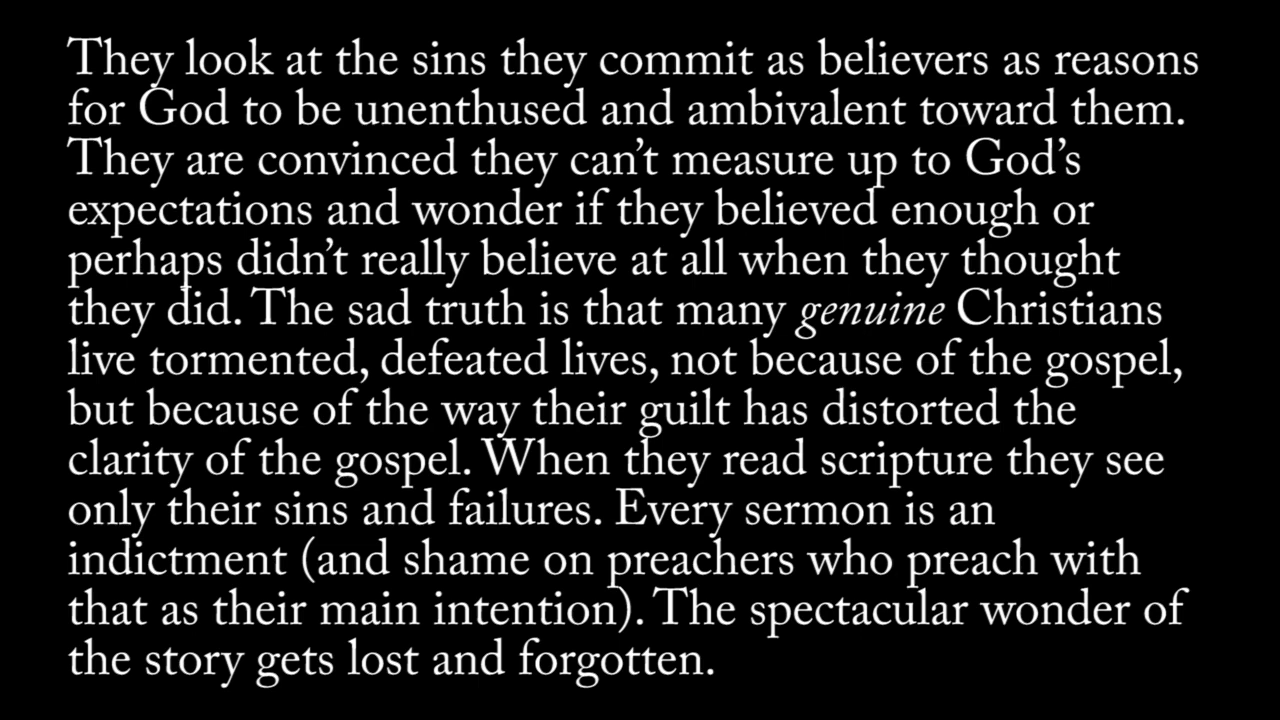 They look at the sins they commit as believers as reasons
for God to be unenthused and ambivalent toward them.
They are convinced they can’t measure up to God’s
expectations and wonder if they believed enough or
perhaps didn’t really believe at all when they thought
they did. The sad truth is that many genuine Christians
live tormented, defeated lives, not because of the gospel,
but because of the way their guilt has distorted the
clarity of the gospel. When they read scripture they see
only their sins and failures. Every sermon is an
indictment (and shame on preachers who preach with
that as their main intention). The spectacular wonder of
the story gets lost and forgotten.